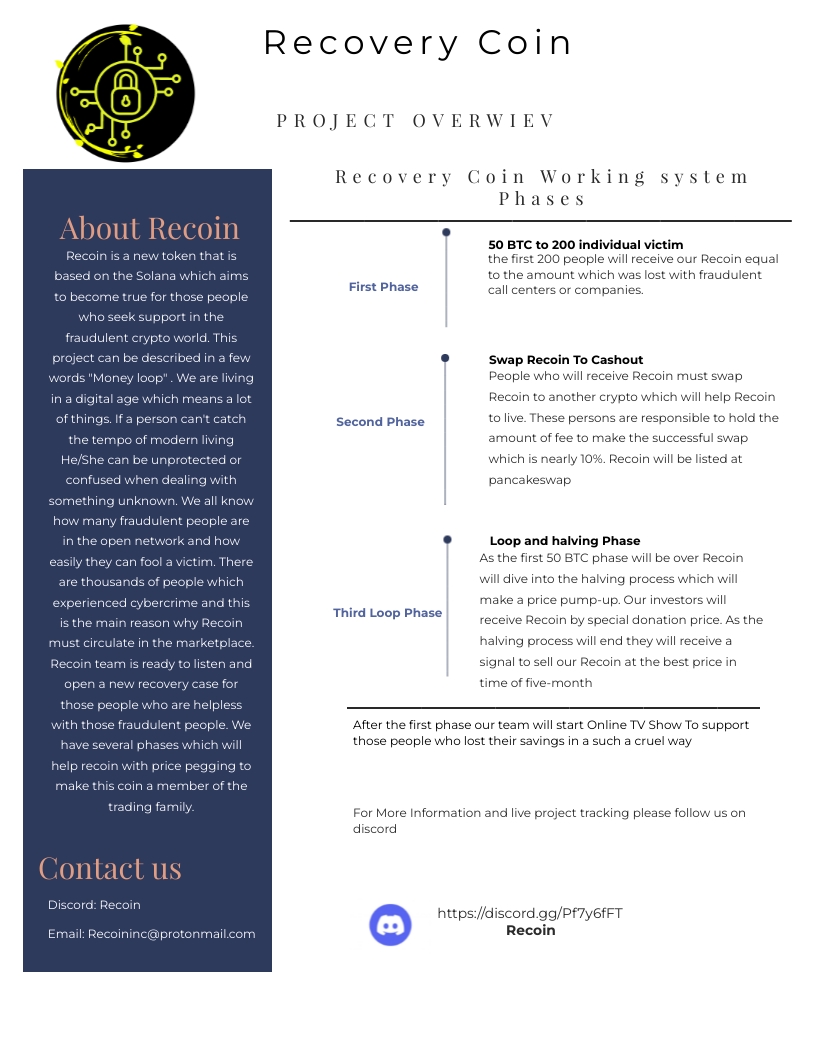 Recovery Coin
PROJECT OVERWIEV
About Recoin
Recoin is a new token that is
based on the Solana which aims
to become true for those people
who seek support in the
fraudulent crypto world. This
project can be described in a few
words "Money loop" . We are living
in a digital age which means a lot
of things. If a person can't catch
the tempo of modern living
He/She can be unprotected or
confused when dealing with
something unknown. We all know
how many fraudulent people are
in the open network and how
easily they can fool a victim. There
are thousands of people which
experienced cybercrime and this
is the main reason why Recoin
must circulate in the marketplace.
Recoin team is ready to listen and
open a new recovery case for
those people who are helpless
with those fraudulent people. We
have several phases which will
help recoin with price pegging to
make this coin a member of the
trading family.
Contact us
Discord: Recoin
Email: Recoininc@protonmail.com
Recovery Coin Working system
Phases
First Phase
50 BTC to 200 individual victim
the first 200 people will receive our Recoin equal
to the amount which was lost with fraudulent
call centers or companies.
Second Phase
Swap Recoin To Cashout
People who will receive Recoin must swap
Recoin to another crypto which will help Recoin
to live. These persons are responsible to hold the
amount of fee to make the successful swap
which is nearly 10%. Recoin will be listed at
pancakeswap
Third Loop Phase
Loop and halving Phase
As the first 50 BTC phase will be over Recoin
will dive into the halving process which will
make a price pump-up. Our investors will
receive Recoin by special donation price. As the
halving process will end they will receive a
signal to sell our Recoin at the best price in
time of five-month
After the first phase our team will start Online TV Show To support
those people who lost their savings in a such a cruel way
For More Information and live project tracking please follow us on
discord
https://discord.gg/Pf7y6fFT
Recoin